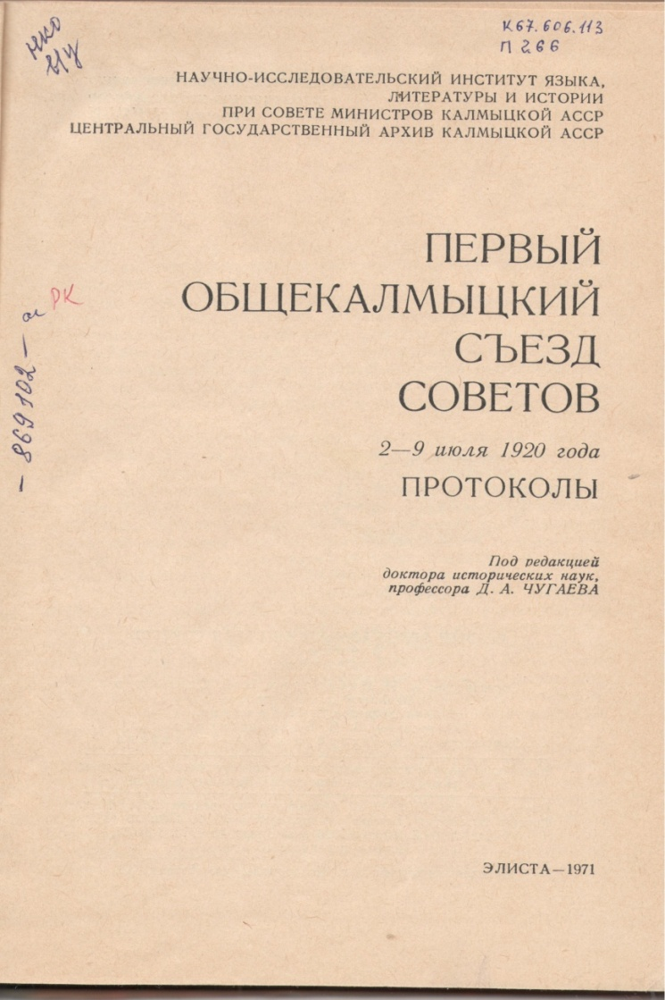 К67.606.113
П 266
НАУЧНО-ИССЛЕДОВАТЕЛЬСКИЙ ИНСТИТУТ ЯЗЫКА,
ЛИТЕРАТУРЫ И ИСТОРИИ
ПРИ СОВЕТЕ МИНИСТРОВ КАЛМЫЦКОЙ АССР
ЦЕНТРАЛЬНЫЙ ГОСУДАРСТВЕННЫЙ АРХИВ КАЛМЫЦКОЙ АССР
ПЕРВЫЙ
ОБЩЕКАЛМЫЦКИЙ
СЪЕЗД
СОВЕТОВ
2—9 июля 1920 года
ПРОТОКОЛЫ
РК
– 869102 –
Под редакцией
доктора исторических наук,
профессора Д. А. ЧУГАЕВА
ЭЛИСТА—1971